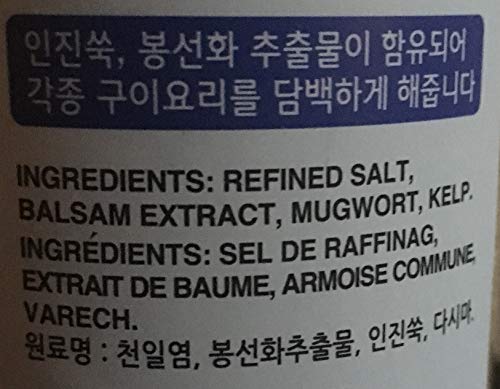 인진쑥, 봉선화 추출물이 함유되어
각종 구이요리를 담백하게 해줍니다
INGREDIENTS: REFINED SALT,
BALSAM EXTRACT, MUGWORT, KELP.
INGRÉDIENTS: SEL DE RAFFINAG,
EXTRAIT DE BAUME, ARMOISE COMMUNE,
VARECH.
원료명 : 천일염, 봉선화추출물, 인진쑥, 다시마.